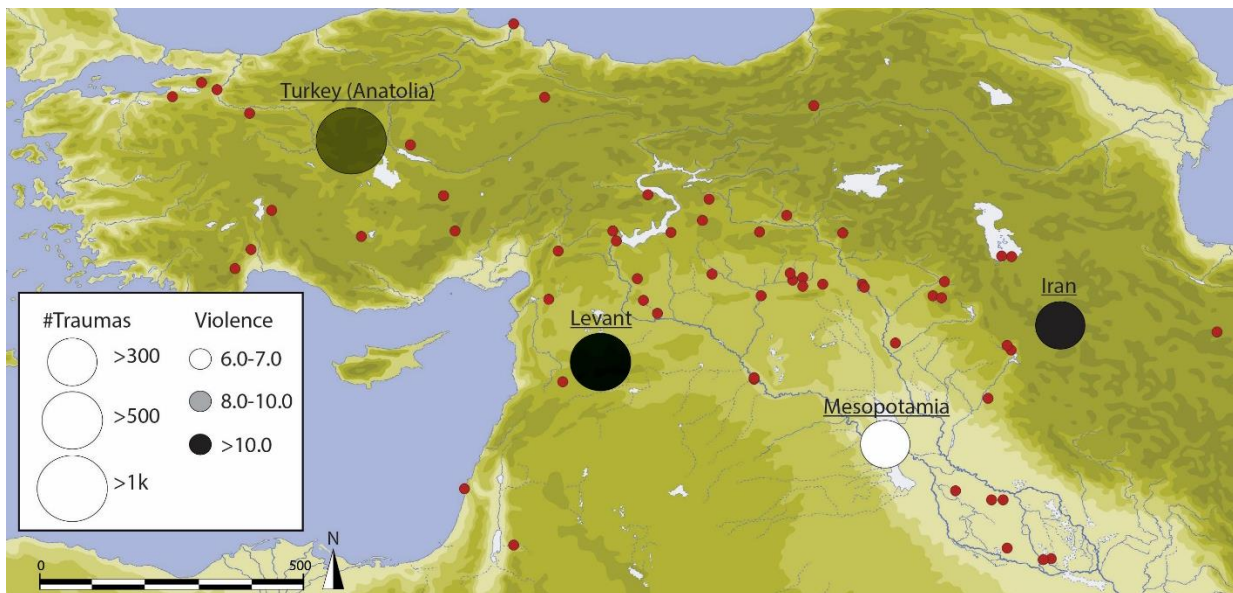 Turkey (Anatolia)
Iran
Levant
Mesopotamia
#Traumas
>300
>500
>1k
Violence
6.0-7.0
8.0-10.0
>10.0
N
0
500